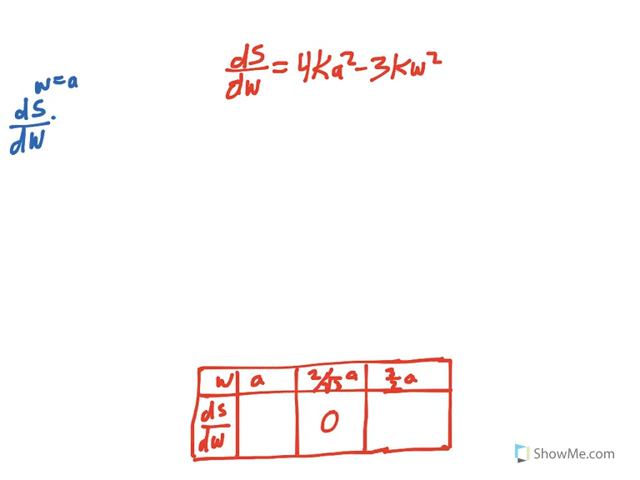 dS/dw = 4Ka² - 3Kw²
w = a
dS/dw
w a 2/√3 a 3/2 a
dS/dw 0
ShowMe.com